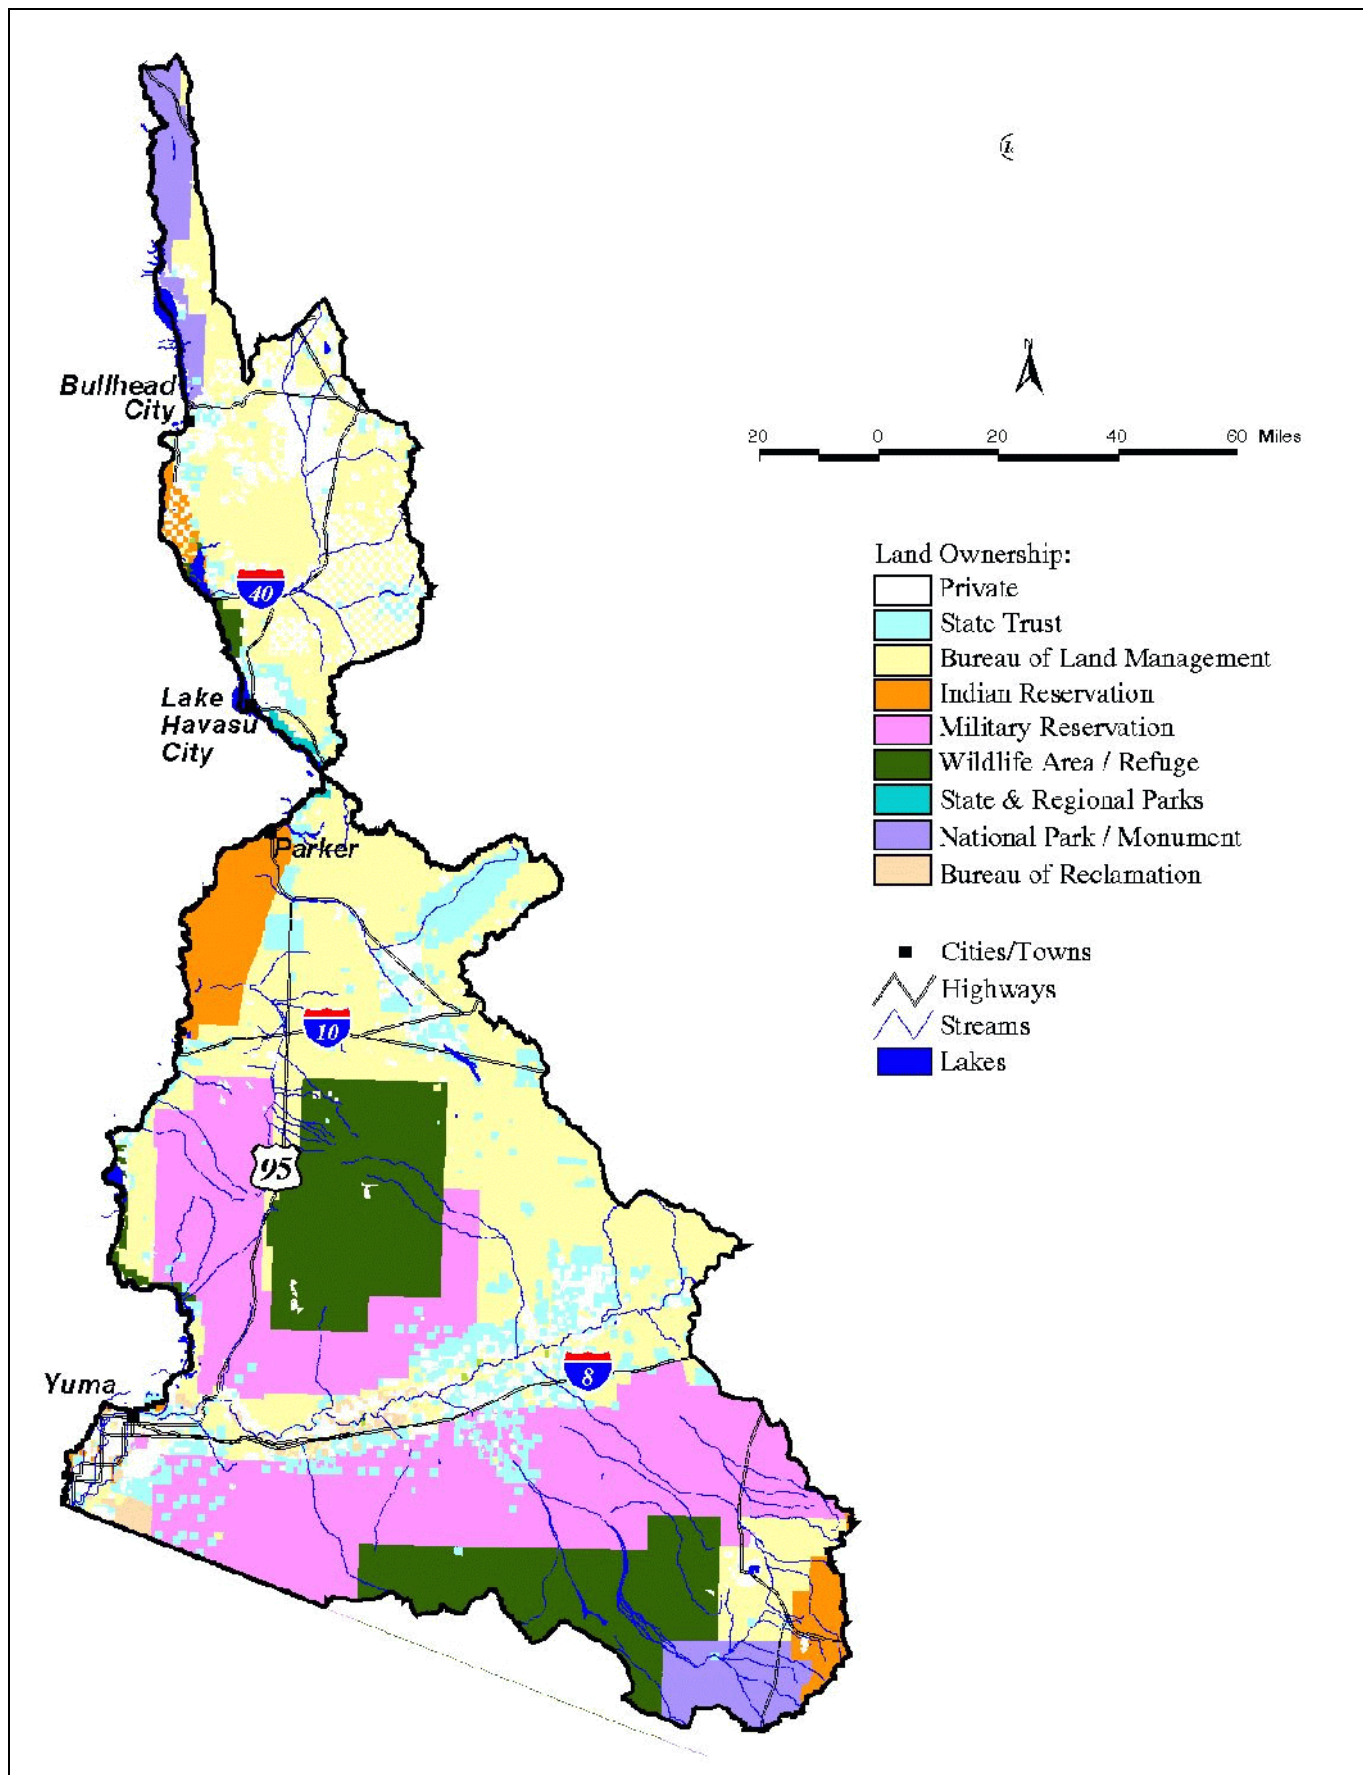 N
20 0 20 40 60 Miles
Bullhead
City
40
Lake
Havasu
City
Parker
10
95
Yuma
8
Land Ownership:
Private
State Trust
Bureau of Land Management
Indian Reservation
Military Reservation
Wildlife Area / Refuge
State & Regional Parks
National Park / Monument
Bureau of Reclamation
Cities/Towns
Highways
Streams
Lakes